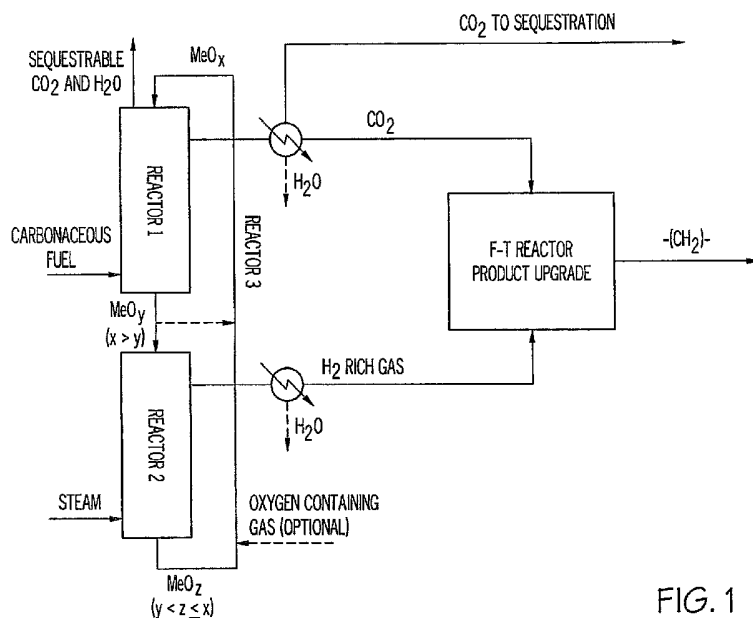 CO2 TO SEQUESTRATION
SEQUESTRABLE
CO2 AND H2O
MeOx
CO2
H2O
REACTOR 1
REACTOR 3
CARBONACEOUS
FUEL
F-T REACTOR
PRODUCT UPGRADE
-(CH2)-
MeOy
(x > y)
H2 RICH GAS
H2O
REACTOR 2
STEAM
OXYGEN CONTAINING
GAS (OPTIONAL)
MeOz
(y < z ≤ x)
FIG. 1